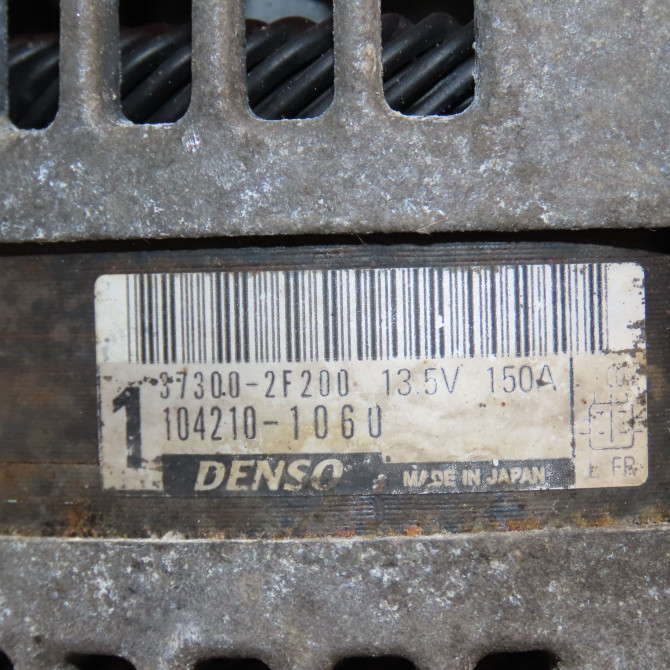 37300-2F200 13.5V 150A
1
104210-1060
DENSO MADE IN JAPAN
L FR